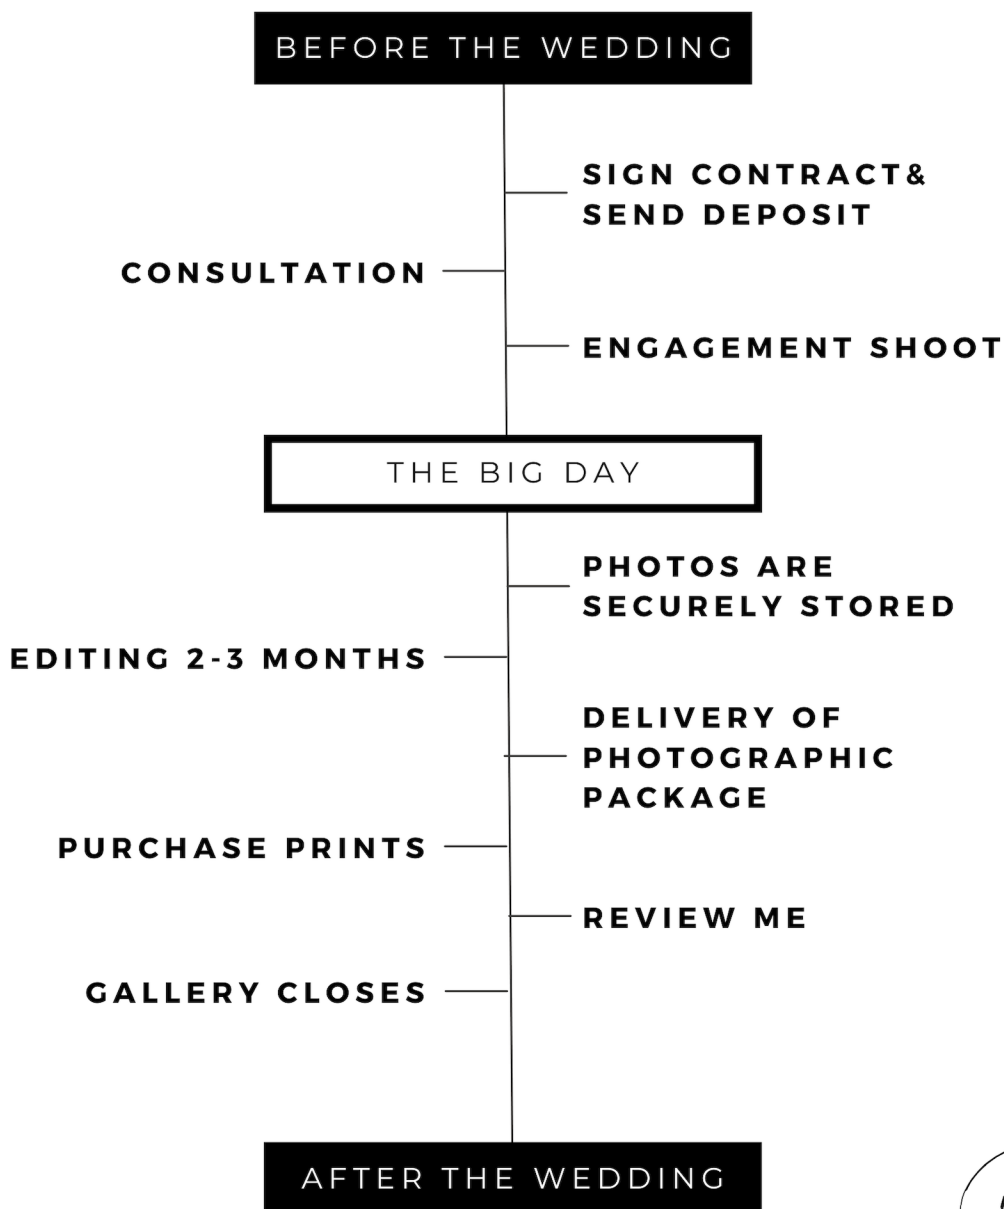 BEFORE THE WEDDING
SIGN CONTRACT&
SEND DEPOSIT
CONSULTATION
ENGAGEMENT SHOOT
THE BIG DAY
PHOTOS ARE
SECURELY STORED
EDITING 2-3 MONTHS
DELIVERY OF
PHOTOGRAPHIC
PACKAGE
PURCHASE PRINTS
REVIEW ME
GALLERY CLOSES
AFTER THE WEDDING